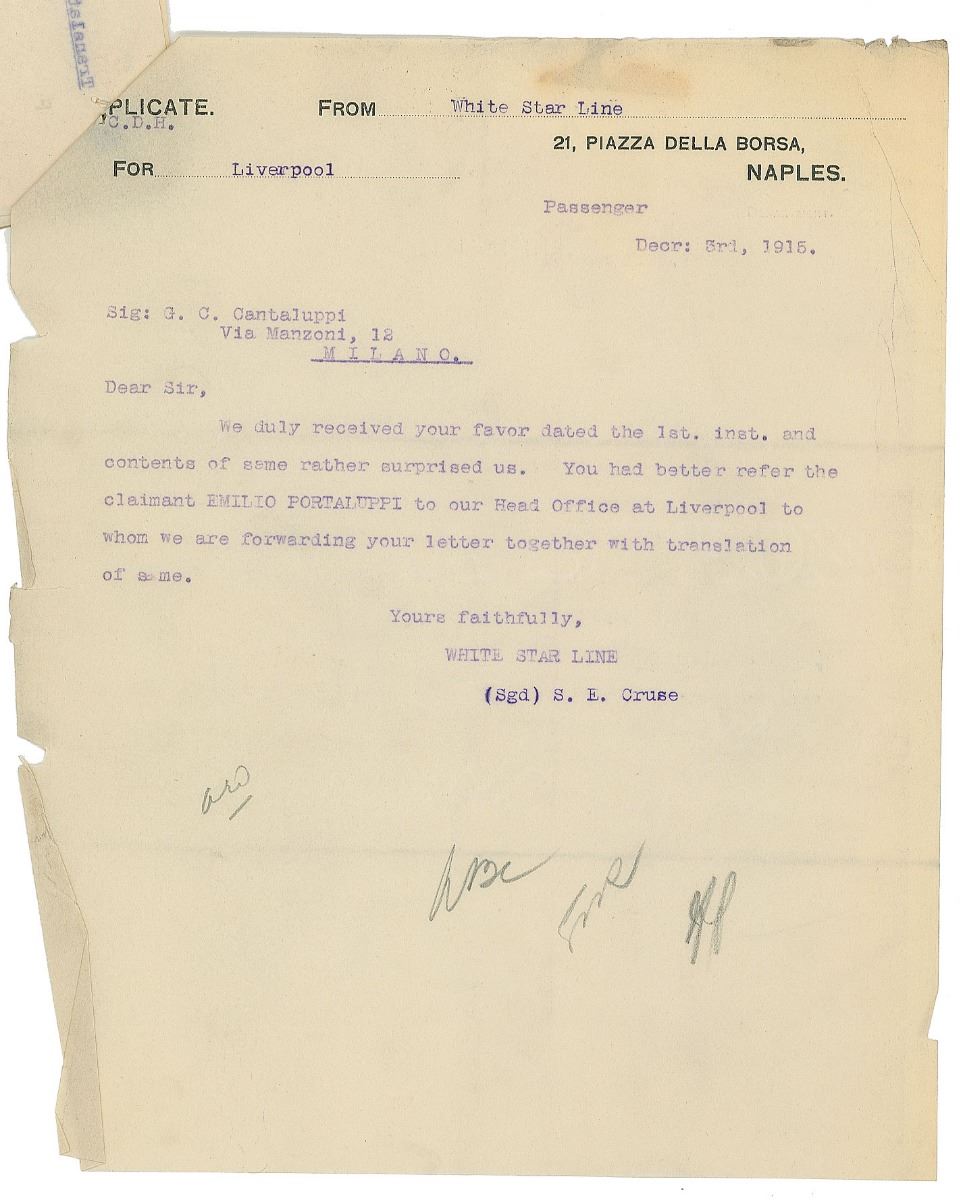 PLICATE. FROM White Star Line
C.D.H.
21, PIAZZA DELLA BORSA,
FOR Liverpool
NAPLES.
Passenger
Decr: 3rd, 1915.
Sig: G. C. Cantaluppi
Via Manzoni, 12
MILANO.
Dear Sir,
We duly received your favor dated the 1st. inst. and
contents of same rather surprised us. You had better refer the
claimant EMILIO PORTALUPPI to our Head Office at Liverpool to
whom we are forwarding your letter together with translation
of same.
Yours faithfully,
WHITE STAR LINE
(Sgd) S. E. Cruse